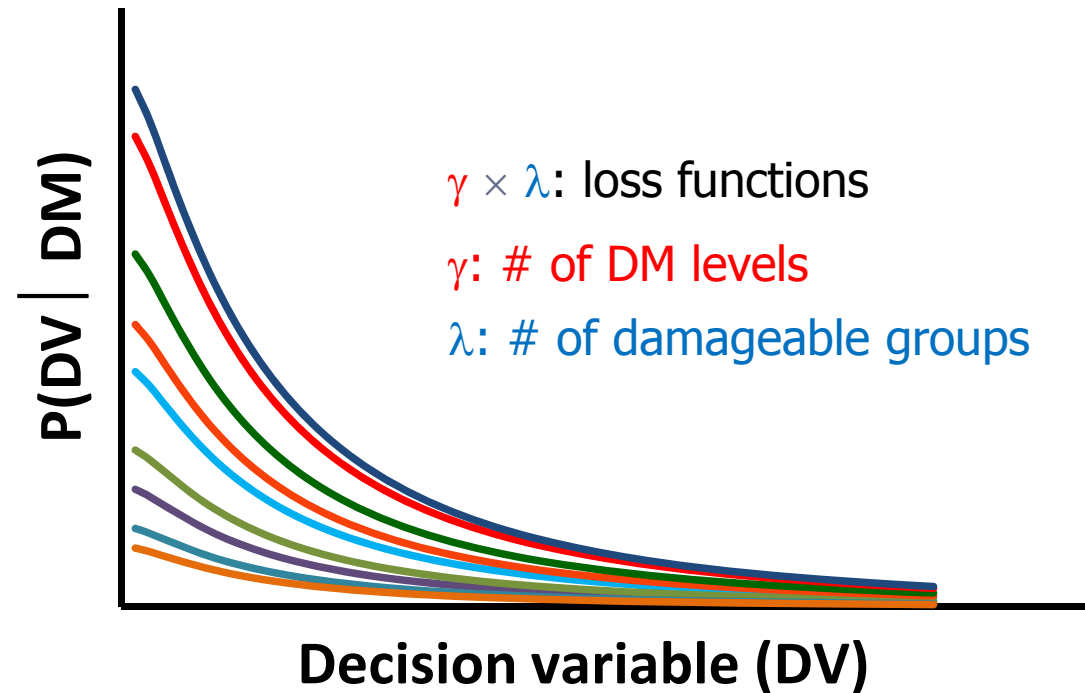 P(DV | DM)
γ × λ: loss functions
γ: # of DM levels
λ: # of damageable groups
Decision variable (DV)